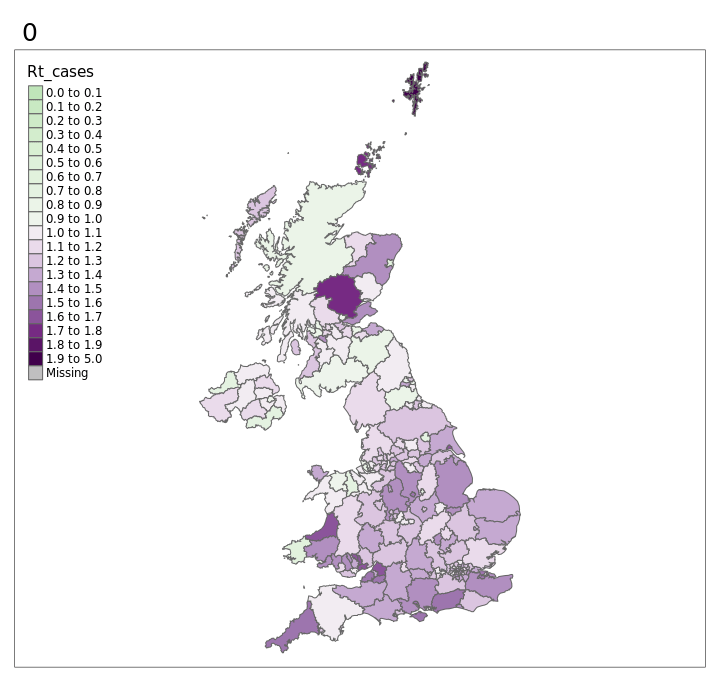 0
Rt_cases
0.0 to 0.1
0.1 to 0.2
0.2 to 0.3
0.3 to 0.4
0.4 to 0.5
0.5 to 0.6
0.6 to 0.7
0.7 to 0.8
0.8 to 0.9
0.9 to 1.0
1.0 to 1.1
1.1 to 1.2
1.2 to 1.3
1.3 to 1.4
1.4 to 1.5
1.5 to 1.6
1.6 to 1.7
1.7 to 1.8
1.8 to 1.9
1.9 to 5.0
Missing